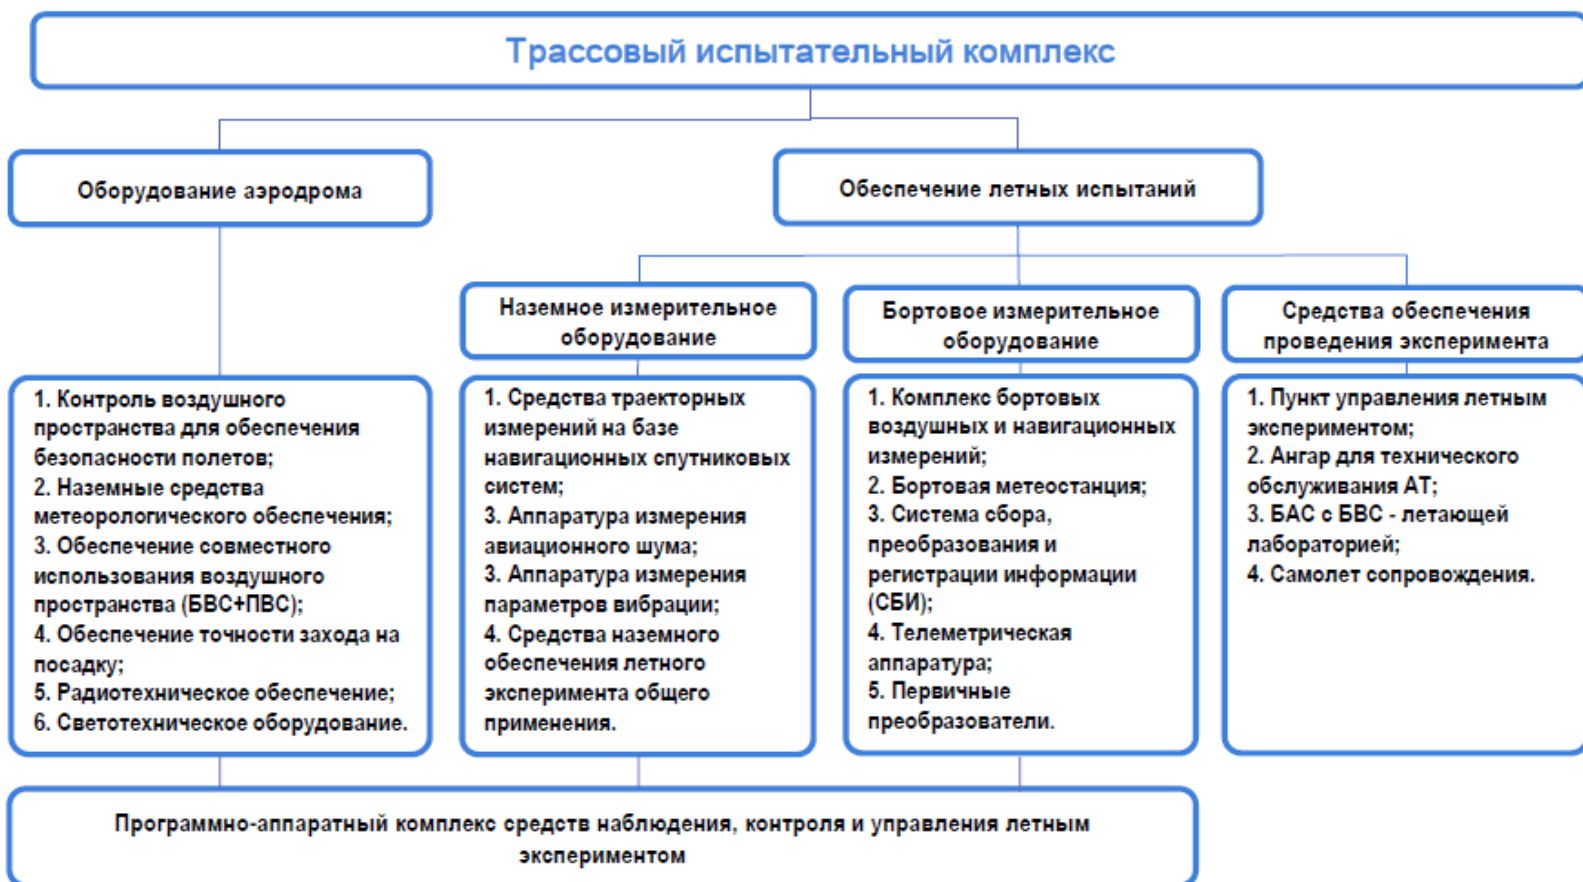 Трассовый испытательный комплекс
Оборудование аэродрома
Обеспечение летных испытаний
Наземное измерительное
оборудование
Бортовое измерительное
оборудование
Средства обеспечения
проведения эксперимента
1. Контроль воздушного
пространства для обеспечения
безопасности полетов;
2. Наземные средства
метеорологического обеспечения;
3. Обеспечение совместного
использования воздушного
пространства (БВС+ПВС);
4. Обеспечение точности захода на
посадку;
5. Радиотехническое обеспечение;
6. Светотехническое оборудование.
1. Средства траекторных
измерений на базе
навигационных спутниковых
систем;
3. Аппаратура измерения
авиационного шума;
3. Аппаратура измерения
параметров вибрации;
4. Средства наземного
обеспечения летного
эксперимента общего
применения.
1. Комплекс бортовых
воздушных и навигационных
измерений;
2. Бортовая метеостанция;
3. Система сбора,
преобразования и
регистрации информации
(СБИ);
4. Телеметрическая
аппаратура;
5. Первичные
преобразователи.
1. Пункт управления летным
экспериментом;
2. Ангар для технического
обслуживания АТ;
3. БАС с БВС - летающей
лабораторией;
4. Самолет сопровождения.
Программно-аппаратный комплекс средств наблюдения, контроля и управления летным
экспериментом